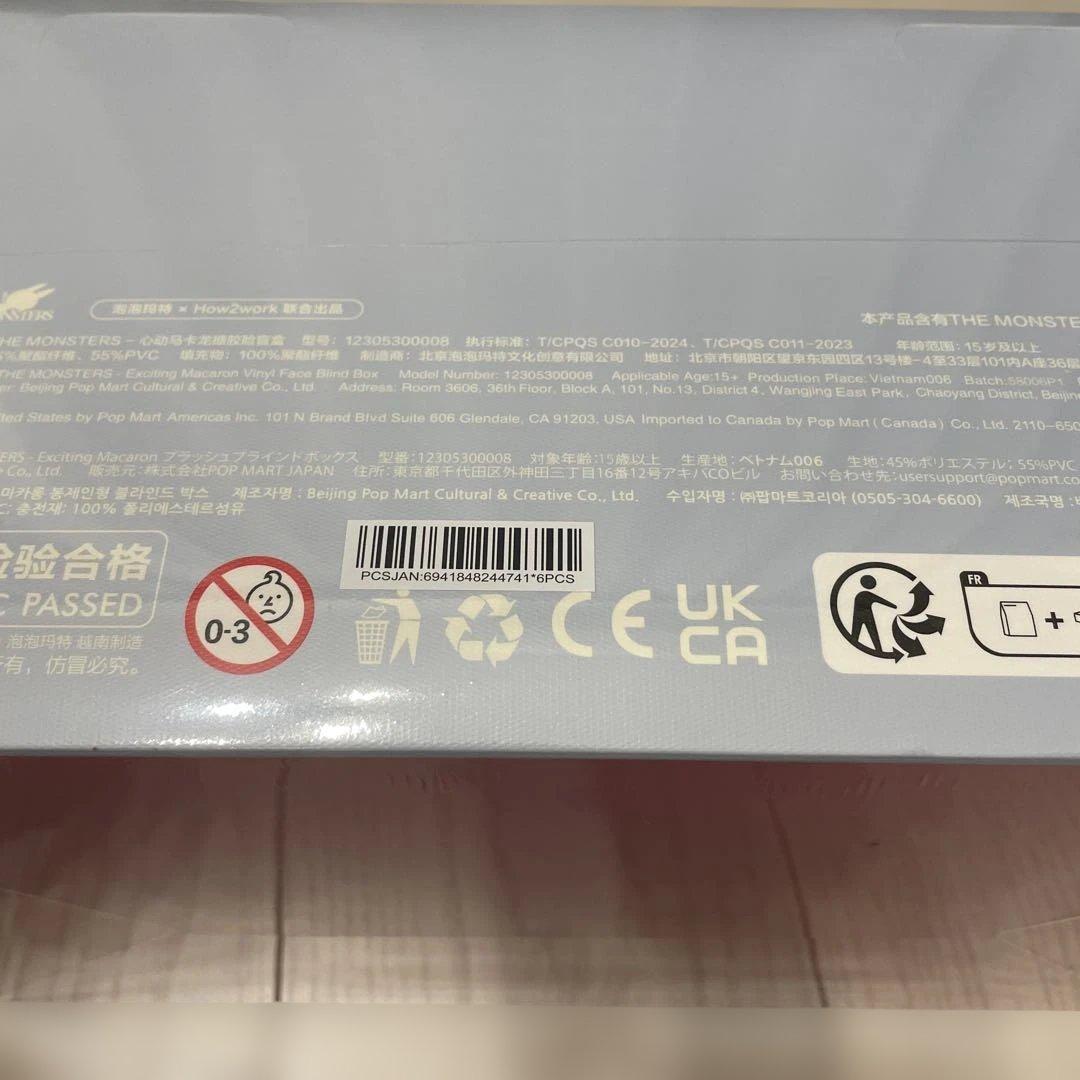 泡泡玛特 × How2work 联合出品
本产品含有THE MONSTE
HE MONSTERS - 心动马卡龙搪胶脸盲盒 型号：12305300008 执行标准：T/CPQS C010-2024、T/CPQS C011-2023 年龄范围：15岁及以上
%聚酯纤维、55%PVC 填充物：100%聚酯纤维 制造商：北京泡泡玛特文化创意有限公司 地址：北京市朝阳区望京东园四区13号楼-4至33层101内A座36层
THE MONSTERS - Exciting Macaron Vinyl Face Blind Box Model Number: 12305300008 Applicable Age:15+ Production Place: Vietnam006 Batch:58006P1
er: Beijing Pop Mart Cultural & Creative Co., Ltd. Address: Room 3606, 36th Floor, Block A, 101, No.13, District 4, Wangjing East Park, Chaoyang District, Beijin
ted States by Pop Mart Americas Inc. 101 N Brand Blvd Suite 606 Glendale, CA 91203, USA Imported to Canada by Pop Mart (Canada) Co., Ltd. 2110-650
TERS - Exciting Macaron プラッシュブラインドボックス 型番:12305300008 対象年齢:15歳以上 生産地：ベトナム006 生地：45%ポリエステル；55%PVC
e Co., Ltd. 販売元：株式会社POP MART JAPAN 住所：東京都千代田区外神田三丁目16番12号アキバCOビル お問い合わせ先：usersupport@popmart.co
마카롱 봉제인형 블라인드 박스 제조자명 : Beijing Pop Mart Cultural & Creative Co., Ltd. 수입자명 : ㈜팝마트코리아 (0505-304-6600) 제조국명 :
C; 충전재: 100% 폴리에스테르섬유
验合格
C PASSED
泡泡玛特 越南制造
有，仿冒必究。
0-3
PCSJAN:6941848244741*6PCS
CE
UK
CA
FR
+